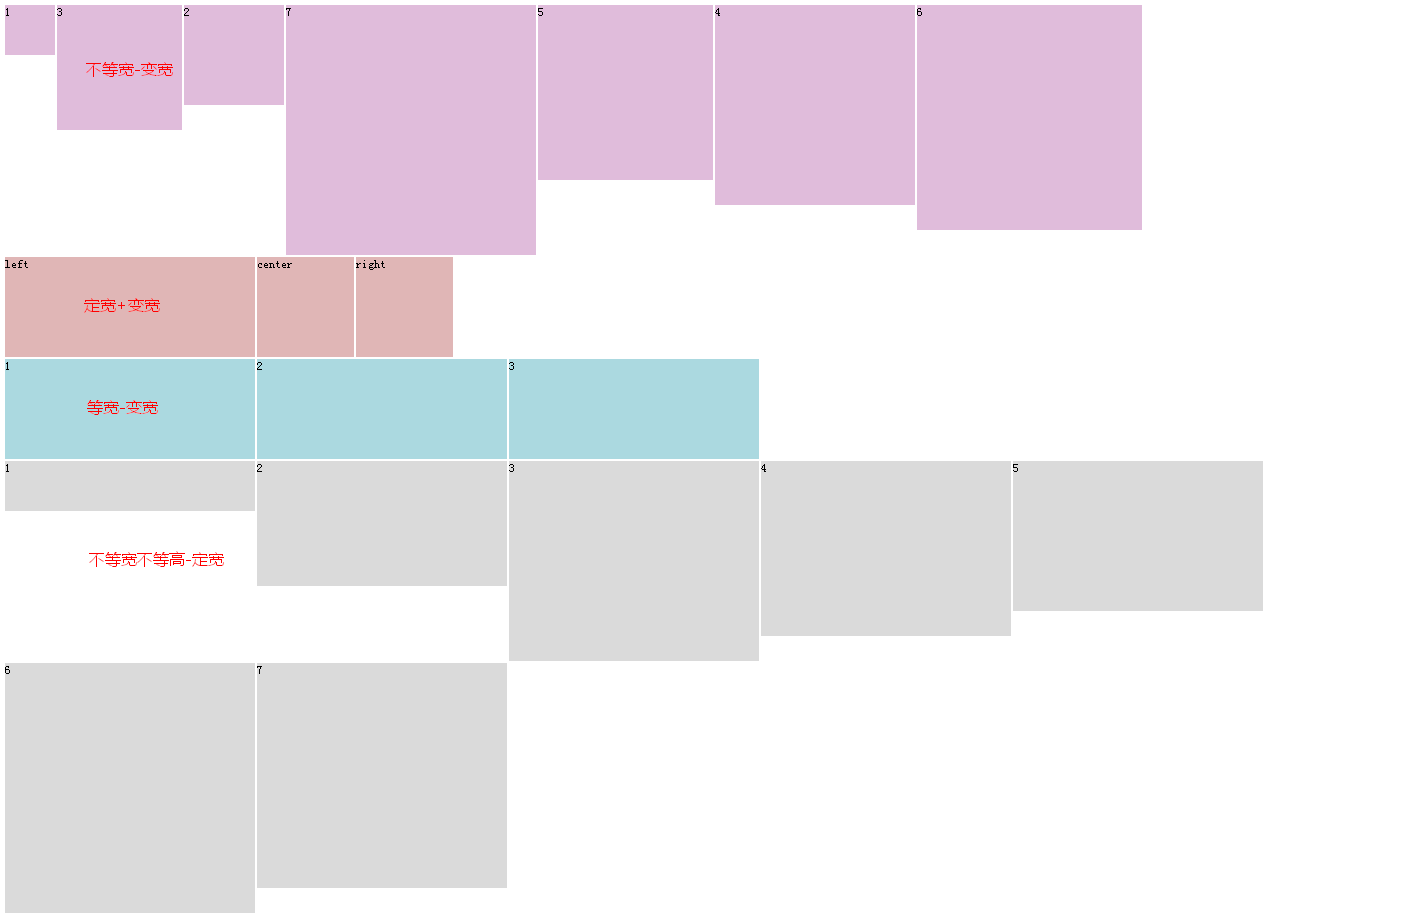 1 3 2 7 5 4 6
不等宽-变宽
left center right
定宽+变宽
1 2 3
等宽-变宽
1 2 3 4 5
不等宽不等高-定宽
6 7